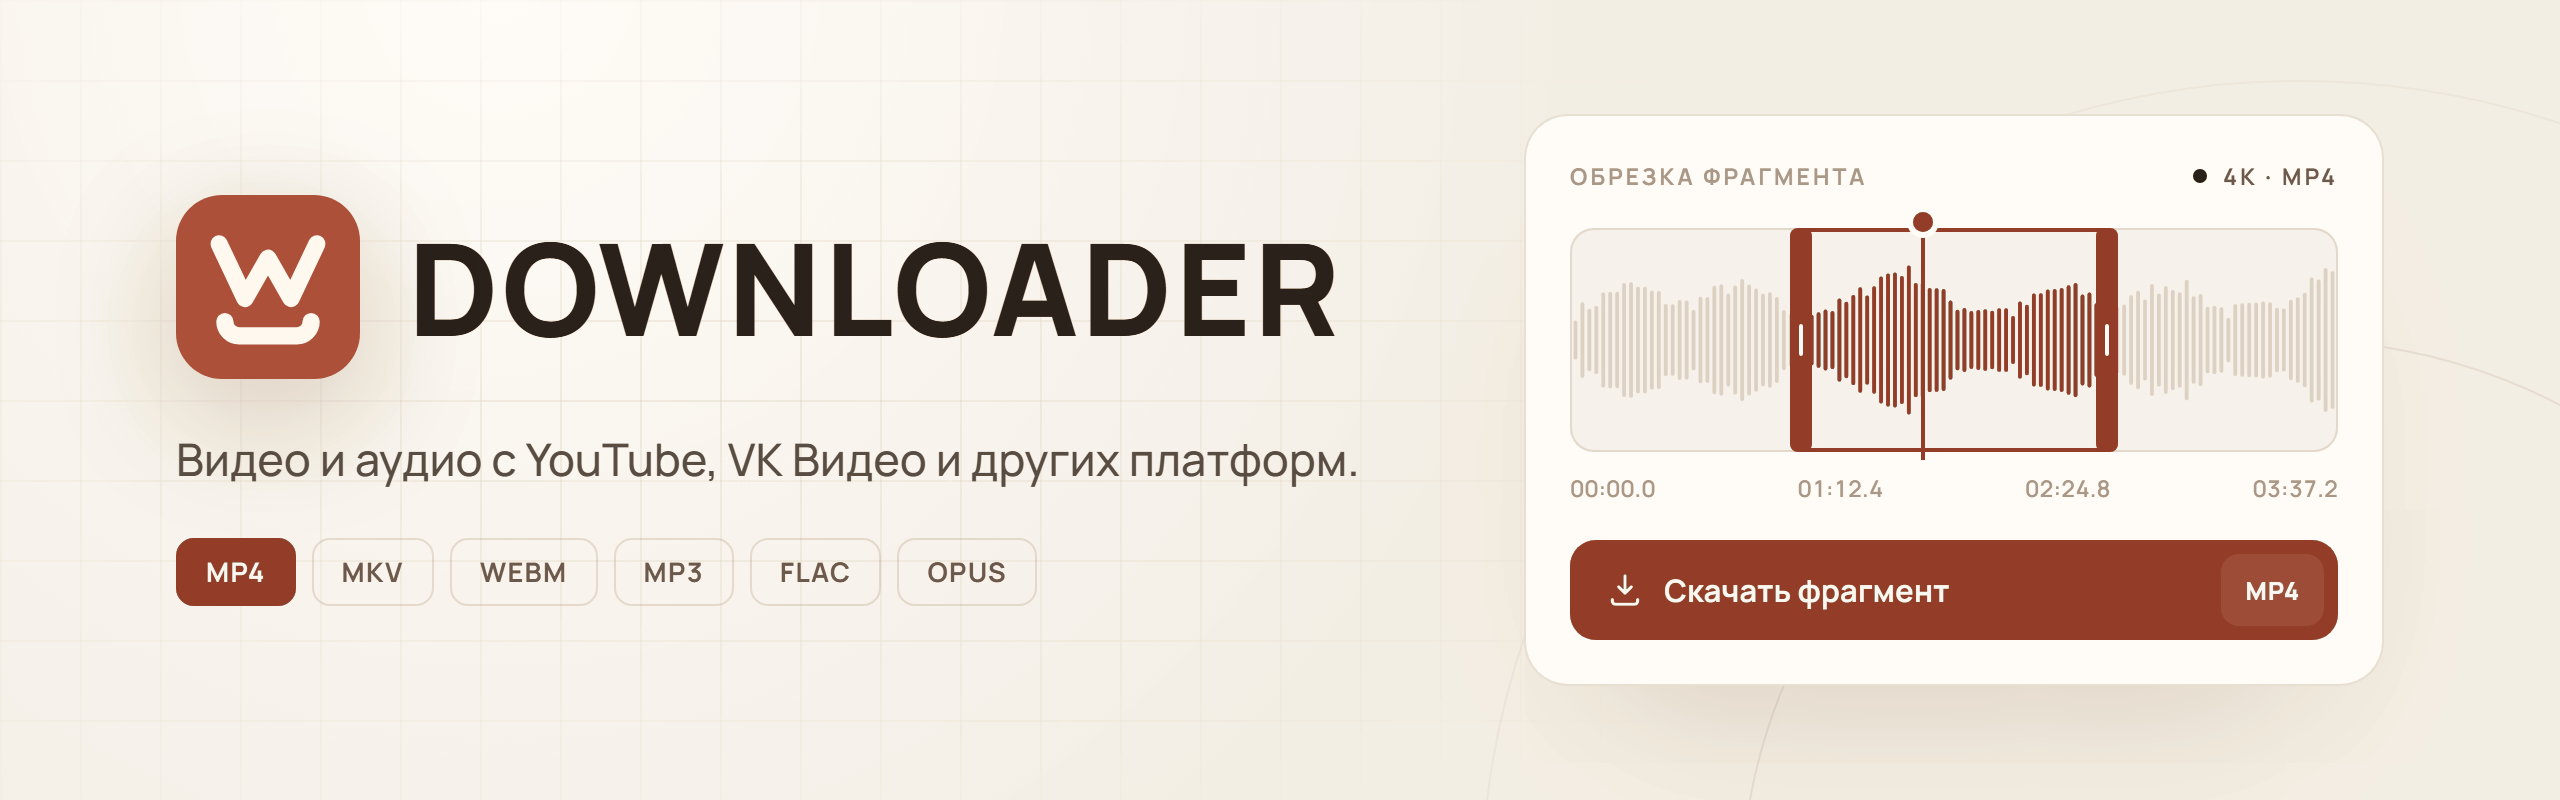 W
DOWNLOADER
Видео и аудио с YouTube, VK Видео и других платформ.
MP4 MKV WEBM MP3 FLAC OPUS
ОБРЕЗКА ФРАГМЕНТА 4K · MP4
00:00.0 01:12.4 02:24.8 03:37.2
Скачать фрагмент MP4